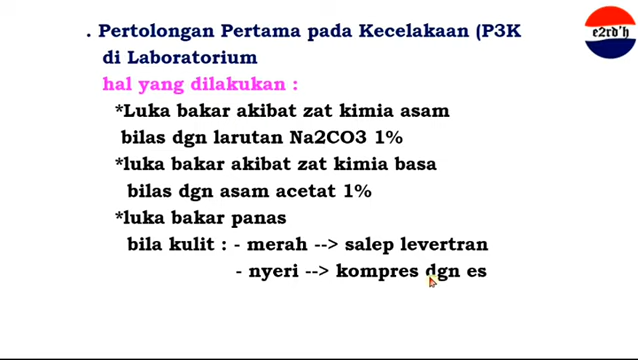 . Pertolongan Pertama pada Kecelakaan (P3K
di Laboratorium
hal yang dilakukan :
*Luka bakar akibat zat kimia asam
bilas dgn larutan Na2CO3 1%
*luka bakar akibat zat kimia basa
bilas dgn asam acetat 1%
*luka bakar panas
bila kulit : - merah --> salep levertran
- nyeri --> kompres dgn es
e2rd'h